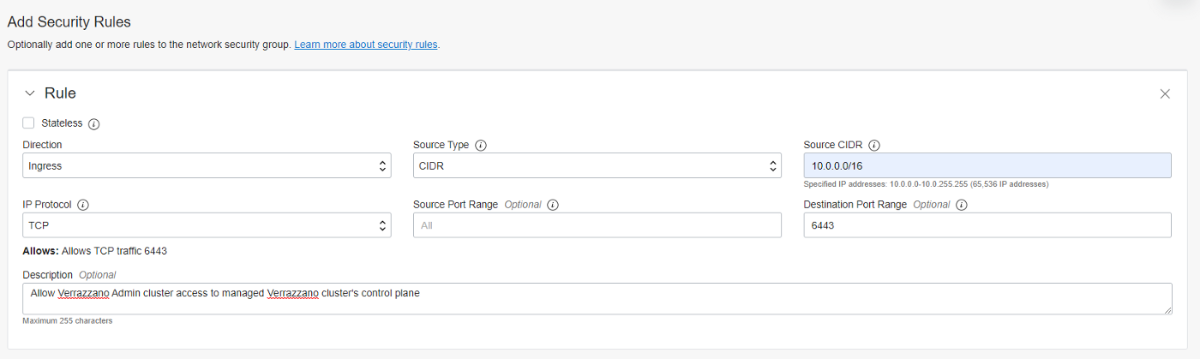 Add Security Rules
Optionally add one or more rules to the network security group. Learn more about security rules.
Rule
Stateless
Direction
Source Type
Source CIDR
Ingress
CIDR
10.0.0.0/16
Specified IP addresses: 10.0.0.0-10.0.255.255 (65,536 IP addresses)
IP Protocol
Source Port Range Optional
Destination Port Range Optional
TCP
All
6443
Allows: Allows TCP traffic 6443
Description Optional
Allow Verrazzano Admin cluster access to managed Verrazzano cluster's control plane
Maximum 255 characters